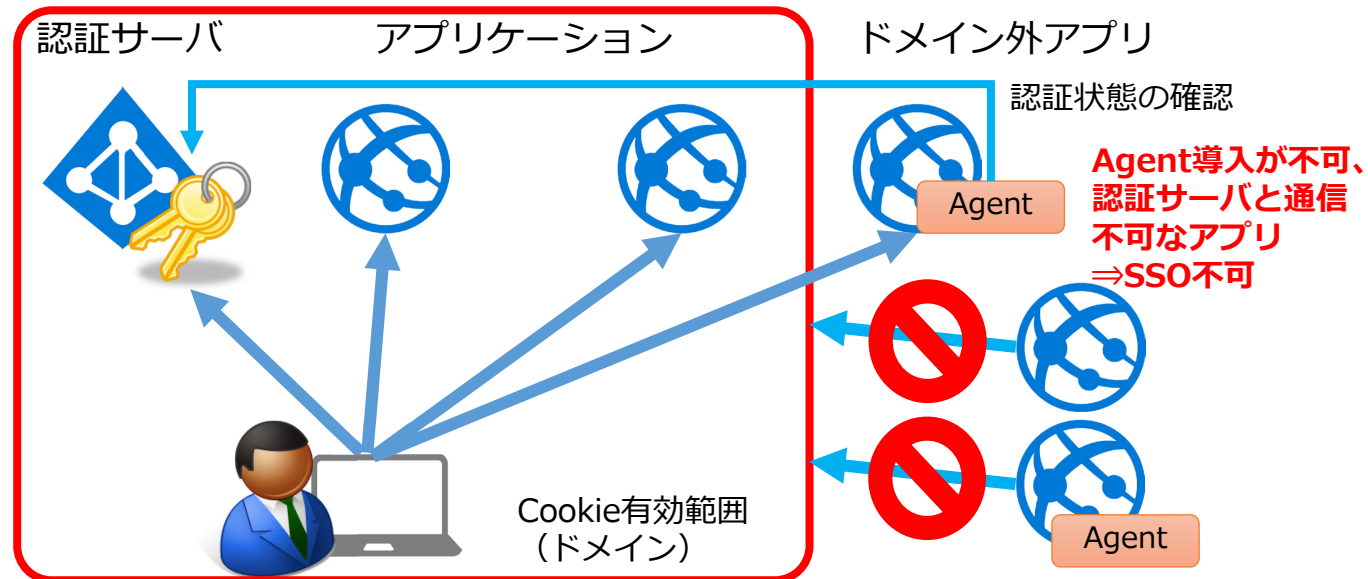 認証サーバ
アプリケーション
ドメイン外アプリ
認証状態の確認
Agent
Agent導入が不可、
認証サーバと通信
不可なアプリ
⇒SSO不可
Cookie有効範囲
（ドメイン）
Agent